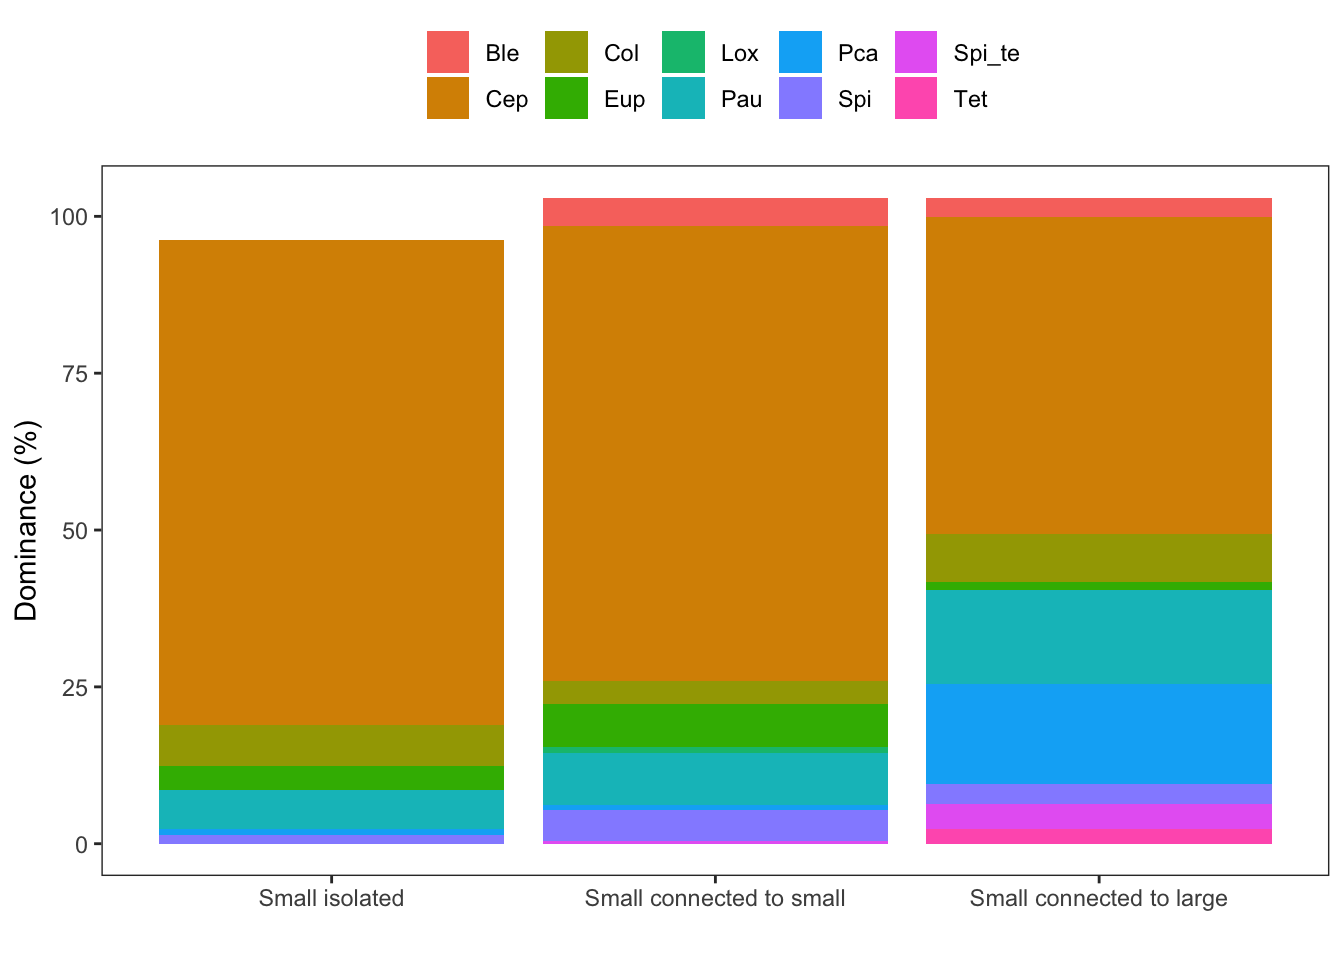 Ble Col Lox Pca Spi_te
Cep Eup Pau Spi Tet
Dominance (%)
100
75
50
25
0
Small isolated Small connected to small Small connected to large